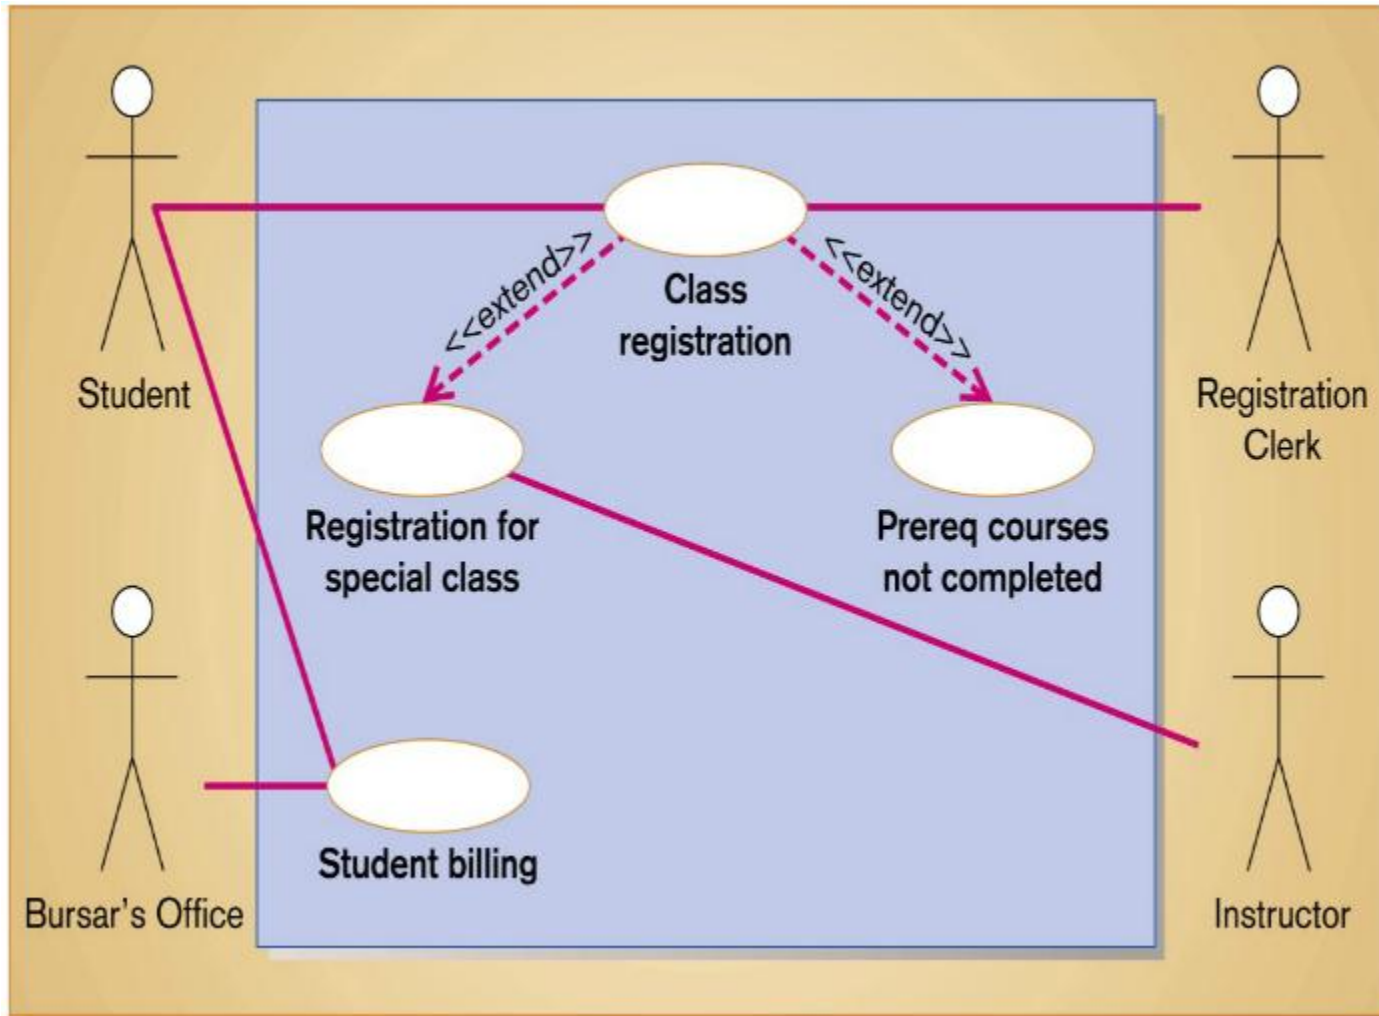 Class
registration
<<extend>>
<<extend>>
Student
Registration
Clerk
Registration for
special class
Prereq courses
not completed
Student billing
Bursar's Office
Instructor